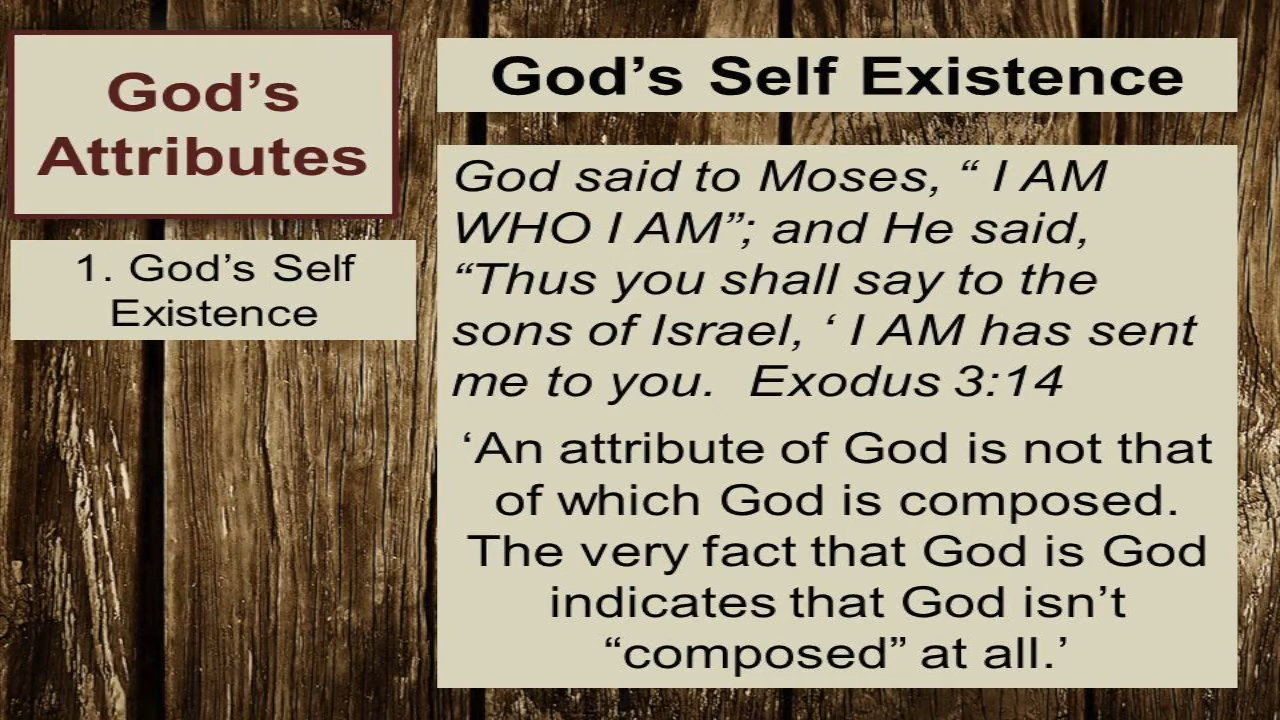 God’s
Attributes
1. God’s Self
Existence
God’s Self Existence
God said to Moses, “ I AM
WHO I AM”; and He said,
“Thus you shall say to the
sons of Israel, ‘ I AM has sent
me to you.  Exodus 3:14
‘An attribute of God is not that
of which God is composed.
The very fact that God is God
indicates that God isn’t
“composed” at all.’